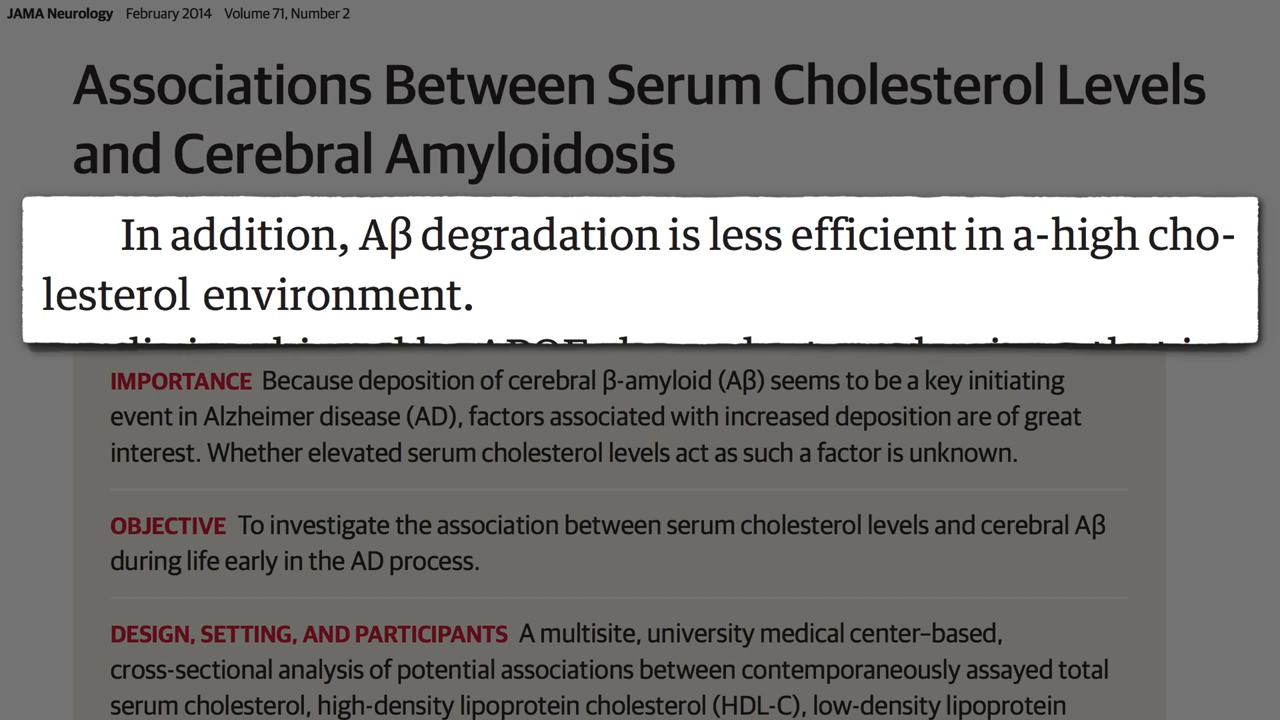 JAMA Neurology February 2014 Volume 71, Number 2
Associations Between Serum Cholesterol Levels
and Cerebral Amyloidosis
In addition, Aβ degradation is less efficient in a-high cho-
lesterol environment.
IMPORTANCE Because deposition of cerebral β-amyloid (Aβ) seems to be a key initiating
event in Alzheimer disease (AD), factors associated with increased deposition are of great
interest. Whether elevated serum cholesterol levels act as such a factor is unknown.
OBJECTIVE To investigate the association between serum cholesterol levels and cerebral Aβ
during life early in the AD process.
DESIGN, SETTING, AND PARTICIPANTS A multisite, university medical center–based,
cross-sectional analysis of potential associations between contemporaneously assayed total
serum cholesterol, high-density lipoprotein cholesterol (HDL-C), low-density lipoprotein